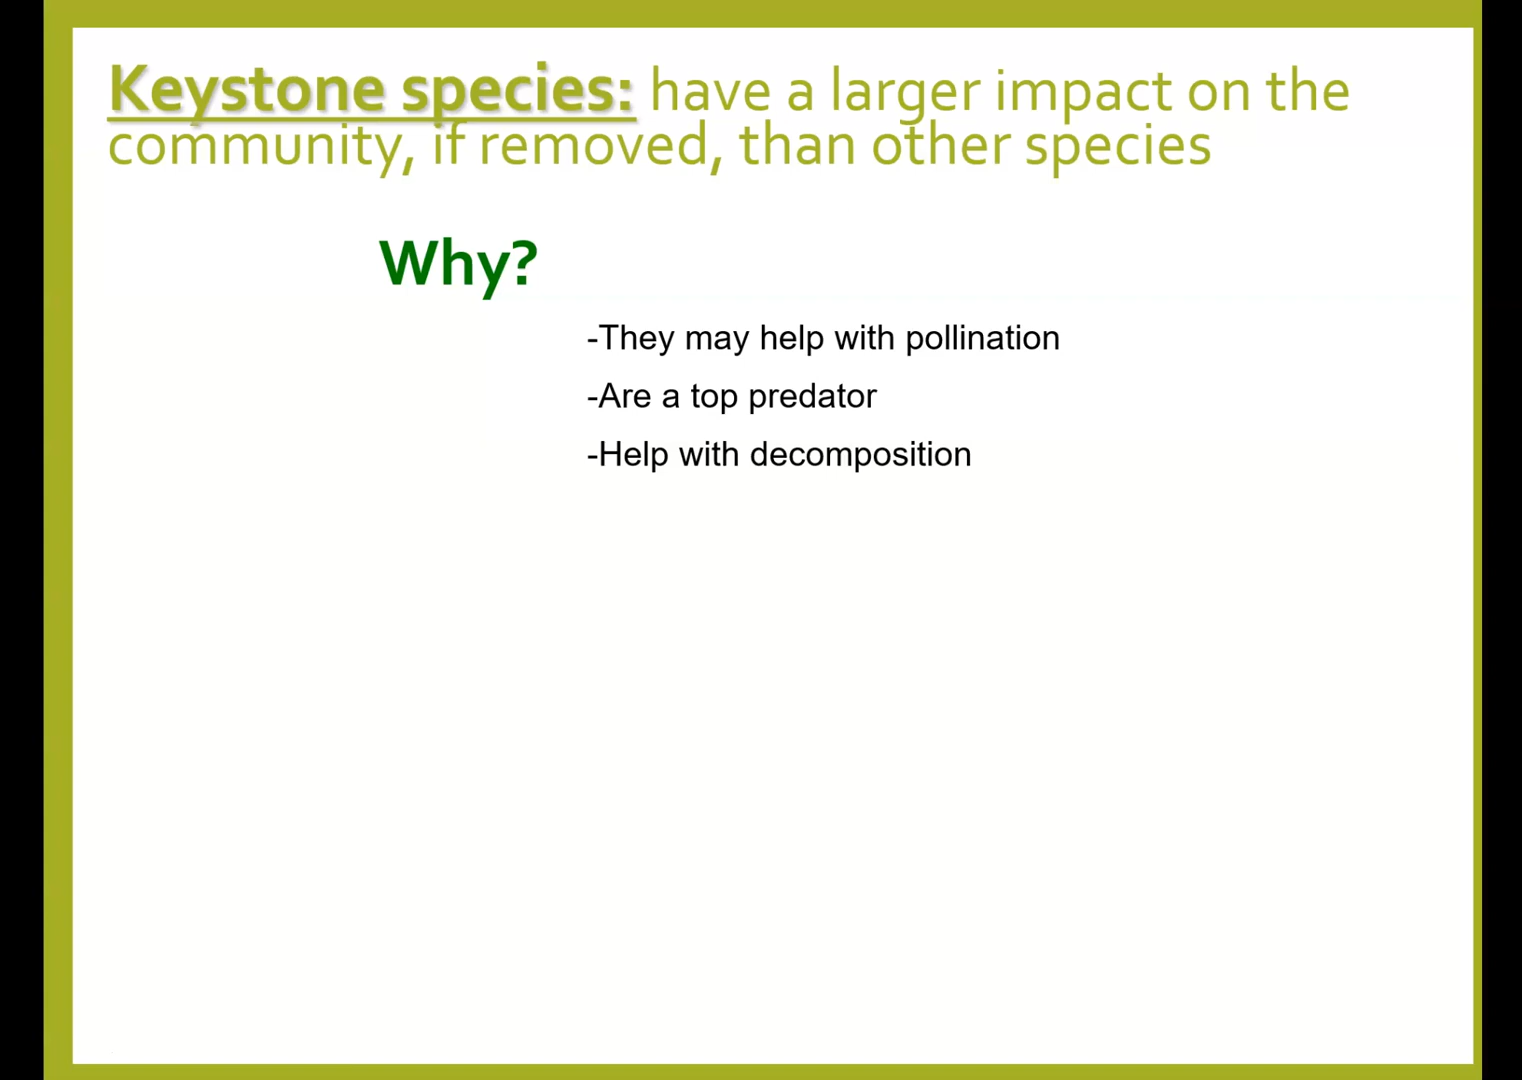 Keystone species: have a larger impact on the
community, if removed, than other species
Why?
-They may help with pollination
-Are a top predator
-Help with decomposition